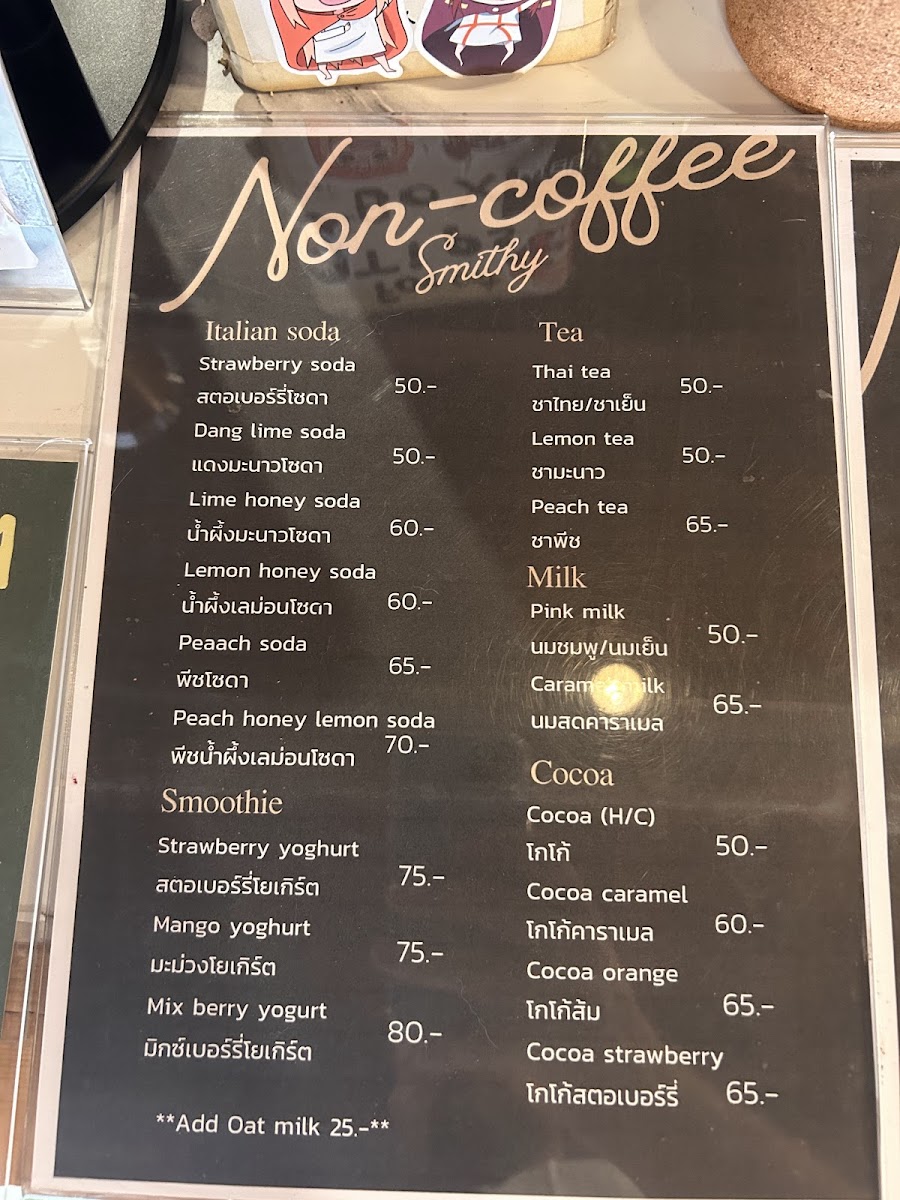 Non-coffee
Smithy
Italian soda
Strawberry soda
สตอเบอร์รี่โซดา 50.-
Dang lime soda
แดงมะนาวโซดา 50.-
Lime honey soda
น้ำผึ้งมะนาวโซดา 60.-
Lemon honey soda
น้ำผึ้งเลม่อนโซดา 60.-
Peaach soda
พีชโซดา 65.-
Peach honey lemon soda
พีชน้ำผึ้งเลม่อนโซดา 70.-
Smoothie
Strawberry yoghurt
สตอเบอร์รี่โยเกิร์ต 75.-
Mango yoghurt
มะม่วงโยเกิร์ต 75.-
Mix berry yogurt
มิกซ์เบอร์รี่โยเกิร์ต 80.-
**Add Oat milk 25.-**
Tea
Thai tea
ชาไทย/ชาเย็น 50.-
Lemon tea
ชามะนาว 50.-
Peach tea
ชาพีช 65.-
Milk
Pink milk
นมชมพู/นมเย็น 50.-
Caramel milk
นมสดคาราเมล 65.-
Cocoa
Cocoa (H/C)
โกโก้ 50.-
Cocoa caramel
โกโก้คาราเมล 60.-
Cocoa orange
โกโก้ส้ม 65.-
Cocoa strawberry
โกโก้สตอเบอร์รี่ 65.-